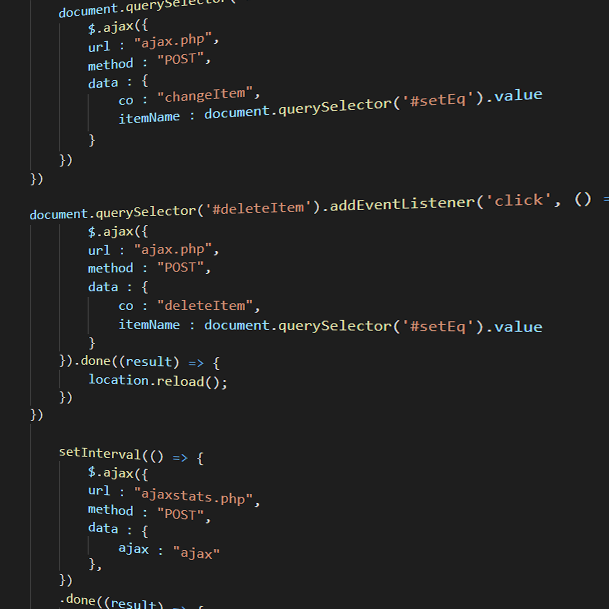 document.querySelector(
$.ajax({
url : "ajax.php",
method : "POST",
data : {
co : "changeItem",
itemName : document.querySelector('#setEq').value
}
})
})
document.querySelector('#deleteItem').addEventListener('click', () =
$.ajax({
url : "ajax.php",
method : "POST",
data : {
co : "deleteItem",
itemName : document.querySelector('#setEq').value
}
}).done((result) => {
location.reload();
})
})
setInterval(() => {
$.ajax({
url : "ajaxstats.php",
method : "POST",
data : {
ajax : "ajax"
},
})
.done((result) => {